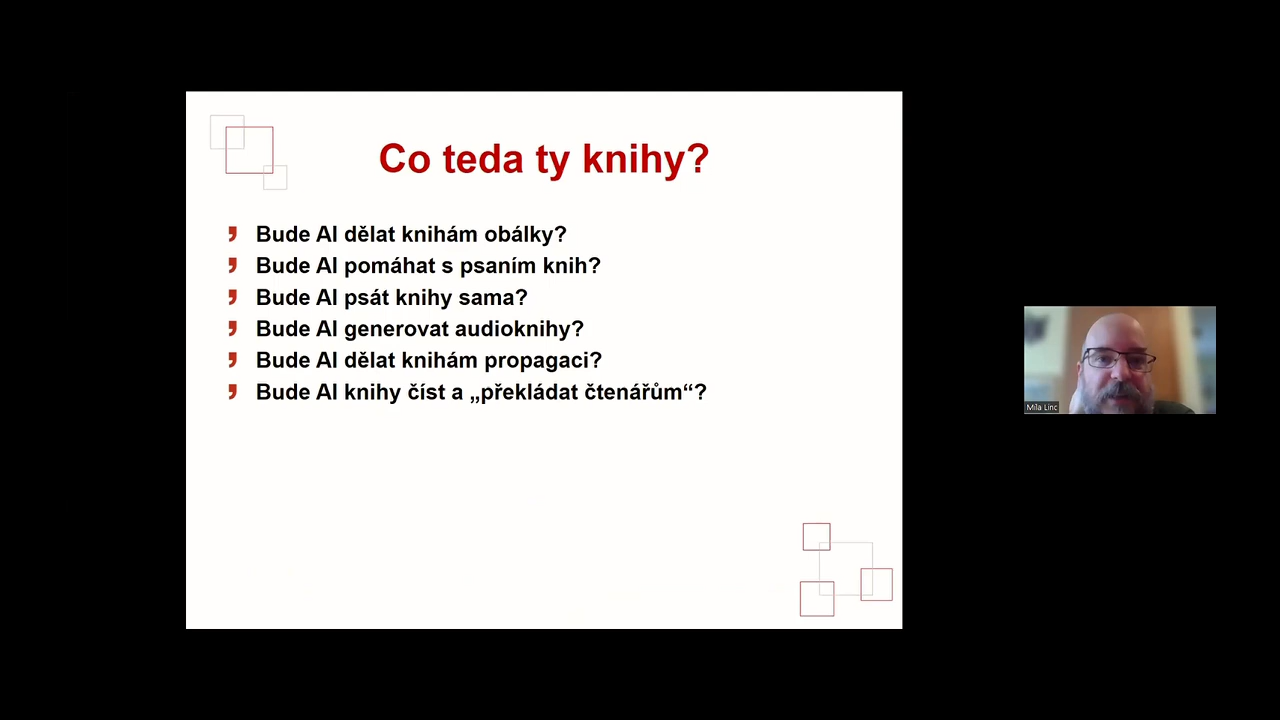 Co teda ty knihy?
Bude AI dělat knihám obálky?
Bude AI pomáhat s psaním knih?
Bude AI psát knihy sama?
Bude AI generovat audioknihy?
Bude AI dělat knihám propagaci?
Bude AI knihy číst a „překládat čtenářům“?
Míla Linc